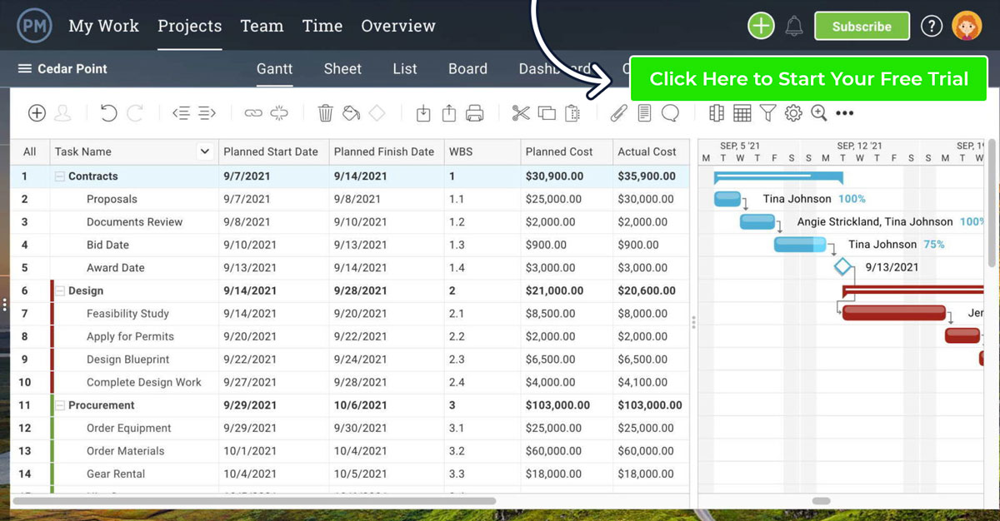 PM My Work Projects Team Time Overview Subscribe ?
Cedar Point Gantt Sheet List Board
Click Here to Start Your Free Trial
All Task Name Planned Start Date Planned Finish Date WBS Planned Cost Actual Cost SEP, 5 '21 SEP, 12 '21
M T W T F S S M T W T F S S M T W
1 Contracts 9/7/2021 9/14/2021 1 $30,900.00 $35,900.00
2 Proposals 9/7/2021 9/8/2021 1.1 $25,000.00 $30,000.00 Tina Johnson 100%
3 Documents Review 9/8/2021 9/10/2021 1.2 $2,000.00 $2,000.00 Angie Strickland, Tina Johnson 100%
4 Bid Date 9/10/2021 9/13/2021 1.3 $900.00 $900.00 Tina Johnson 75%
5 Award Date 9/13/2021 9/14/2021 1.4 $3,000.00 $3,000.00 9/13/2021
6 Design 9/14/2021 9/28/2021 2 $21,000.00 $20,600.00
7 Feasibility Study 9/14/2021 9/20/2021 2.1 $8,500.00 $8,000.00 Jer
8 Apply for Permits 9/20/2021 9/22/2021 2.2 $2,000.00 $2,000.00
9 Design Blueprint 9/22/2021 9/24/2021 2.3 $6,500.00 $6,500.00
10 Complete Design Work 9/27/2021 9/28/2021 2.4 $4,000.00 $4,100.00
11 Procurement 9/29/2021 10/6/2021 3 $103,000.00 $103,000.00
12 Order Equipment 9/29/2021 9/30/2021 3.1 $25,000.00 $25,000.00
13 Order Materials 10/1/2021 10/4/2021 3.2 $60,000.00 $60,000.00
14 Gear Rental 10/4/2021 10/5/2021 3.3 $18,000.00 $18,000.00